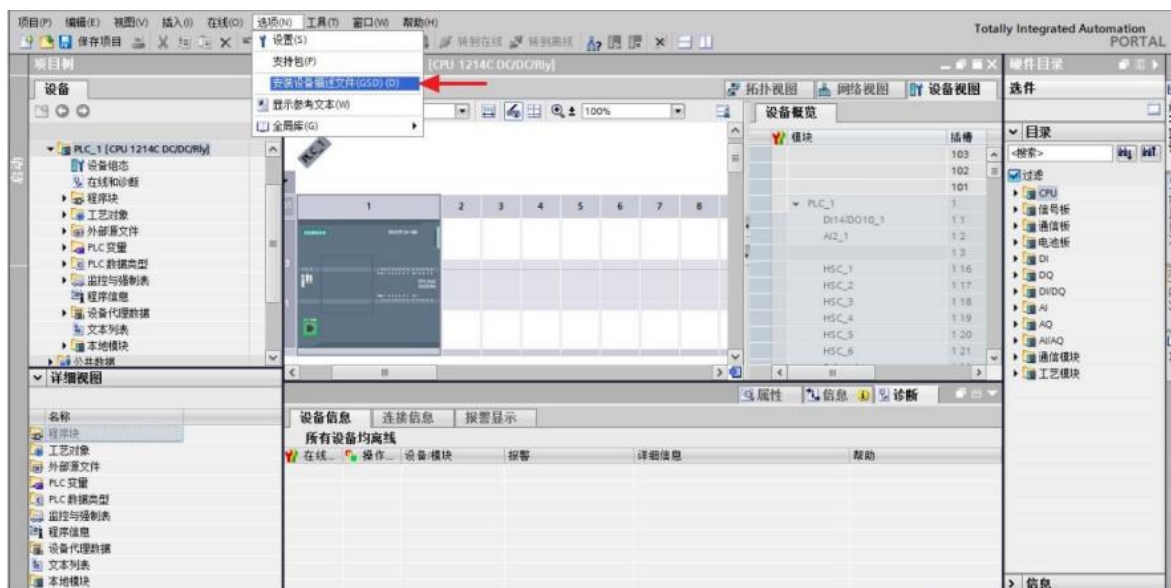 项目(P) 编辑(E) 视图(V) 插入(I) 在线(O) 选项(N) 工具(T) 窗口(W) 帮助(H)
Totally Integrated Automation
PORTAL
保存项目
转到在线 转到离线
设置(S)
支持包(P)
安装设备描述文件(GSD) (D)
显示参考文本(W)
全局库(G)
项目树
[CPU 1214C DC/DC/Rly]
硬件目录
设备
拓扑视图 网络视图 设备视图
选件
100%
设备概览
目录
模块 插槽
<搜索>
过滤
PLC_1 [CPU 1214C DC/DC/Rly]
设备组态
在线和诊断
程序块
工艺对象
外部源文件
PLC 变量
PLC 数据类型
监控与强制表
程序信息
设备代理数据
文本列表
本地模块
公共数据
PLC_1
1 2 3 4 5 6 7 8
SIEMENS
103
102
101
PLC_1 1
DI14/DO10_1 1 1
AI2_1 1 2
1 3
HSC_1 1 16
HSC_2 1 17
HSC_3 1 18
HSC_4 1 19
HSC_5 1 20
HSC_6 1 21
CPU
信号板
通信板
电池板
DI
DQ
DI/DQ
AI
AQ
AI/AQ
通信模块
工艺模块
详细视图
名称
程序块
工艺对象
外部源文件
PLC 变量
PLC 数据类型
监控与强制表
程序信息
设备代理数据
文本列表
本地模块
属性 信息 诊断
设备信息 连接信息 报警显示
所有设备均离线
在线... 操作... 设备/模块 报警 详细信息 帮助
信息